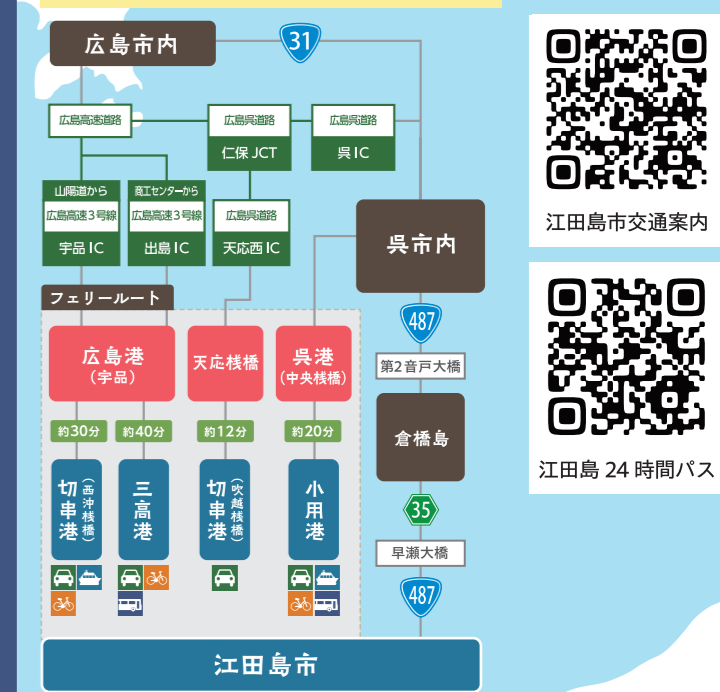 広島市内
31
広島高速道路
広島呉道路
仁保 JCT
広島呉道路
呉 IC
山陽道から
広島高速3号線
宇品 IC
商工センターから
広島高速3号線
出島 IC
広島呉道路
天応西 IC
呉市内
フェリールート
広島港
(宇品)
天応桟橋
呉港
(中央桟橋)
487
第2音戸大橋
約30分
約40分
約12分
約20分
倉橋島
切串港
(西沖桟橋)
三高港
切串港
(吹越桟橋)
小用港
35
早瀬大橋
487
江田島市
江田島市交通案内
江田島 24 時間パス